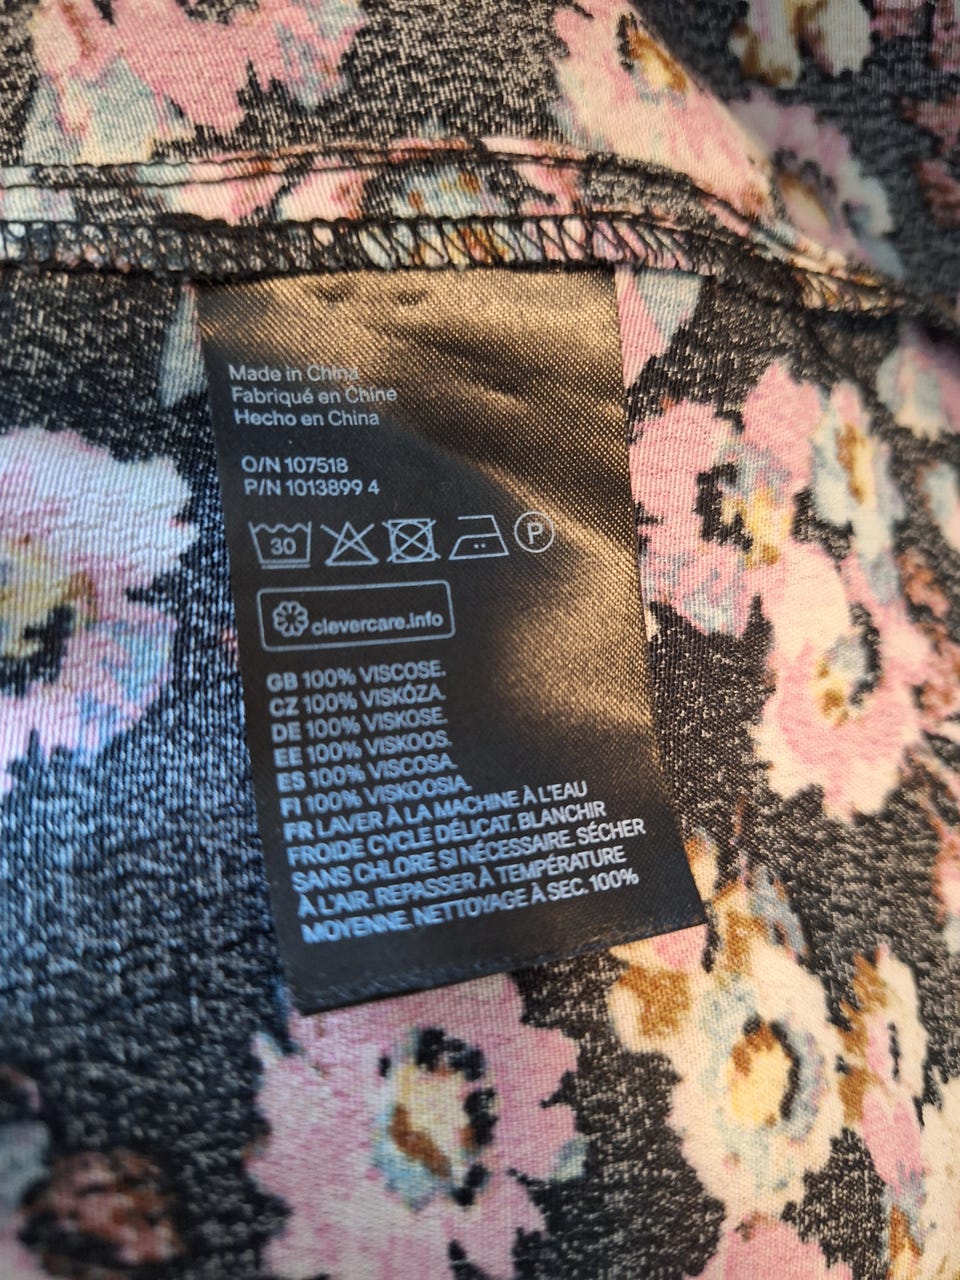 Made in China
Fabriqué en Chine
Hecho en China
O/N 107518
P/N 1013899 4
30 P
clevercare.info
GB 100% VISCOSE.
CZ 100% VISKÓZA.
DE 100% VISKOSE.
EE 100% VISKOOS.
ES 100% VISCOSA.
FI 100% VISKOOSIA.
FR LAVER À LA MACHINE À L'EAU
FROIDE CYCLE DÉLICAT. BLANCHIR
SANS CHLORE SI NÉCESSAIRE. SÉCHER
À L'AIR. REPASSER À TEMPÉRATURE
MOYENNE. NETTOYAGE À SEC. 100%